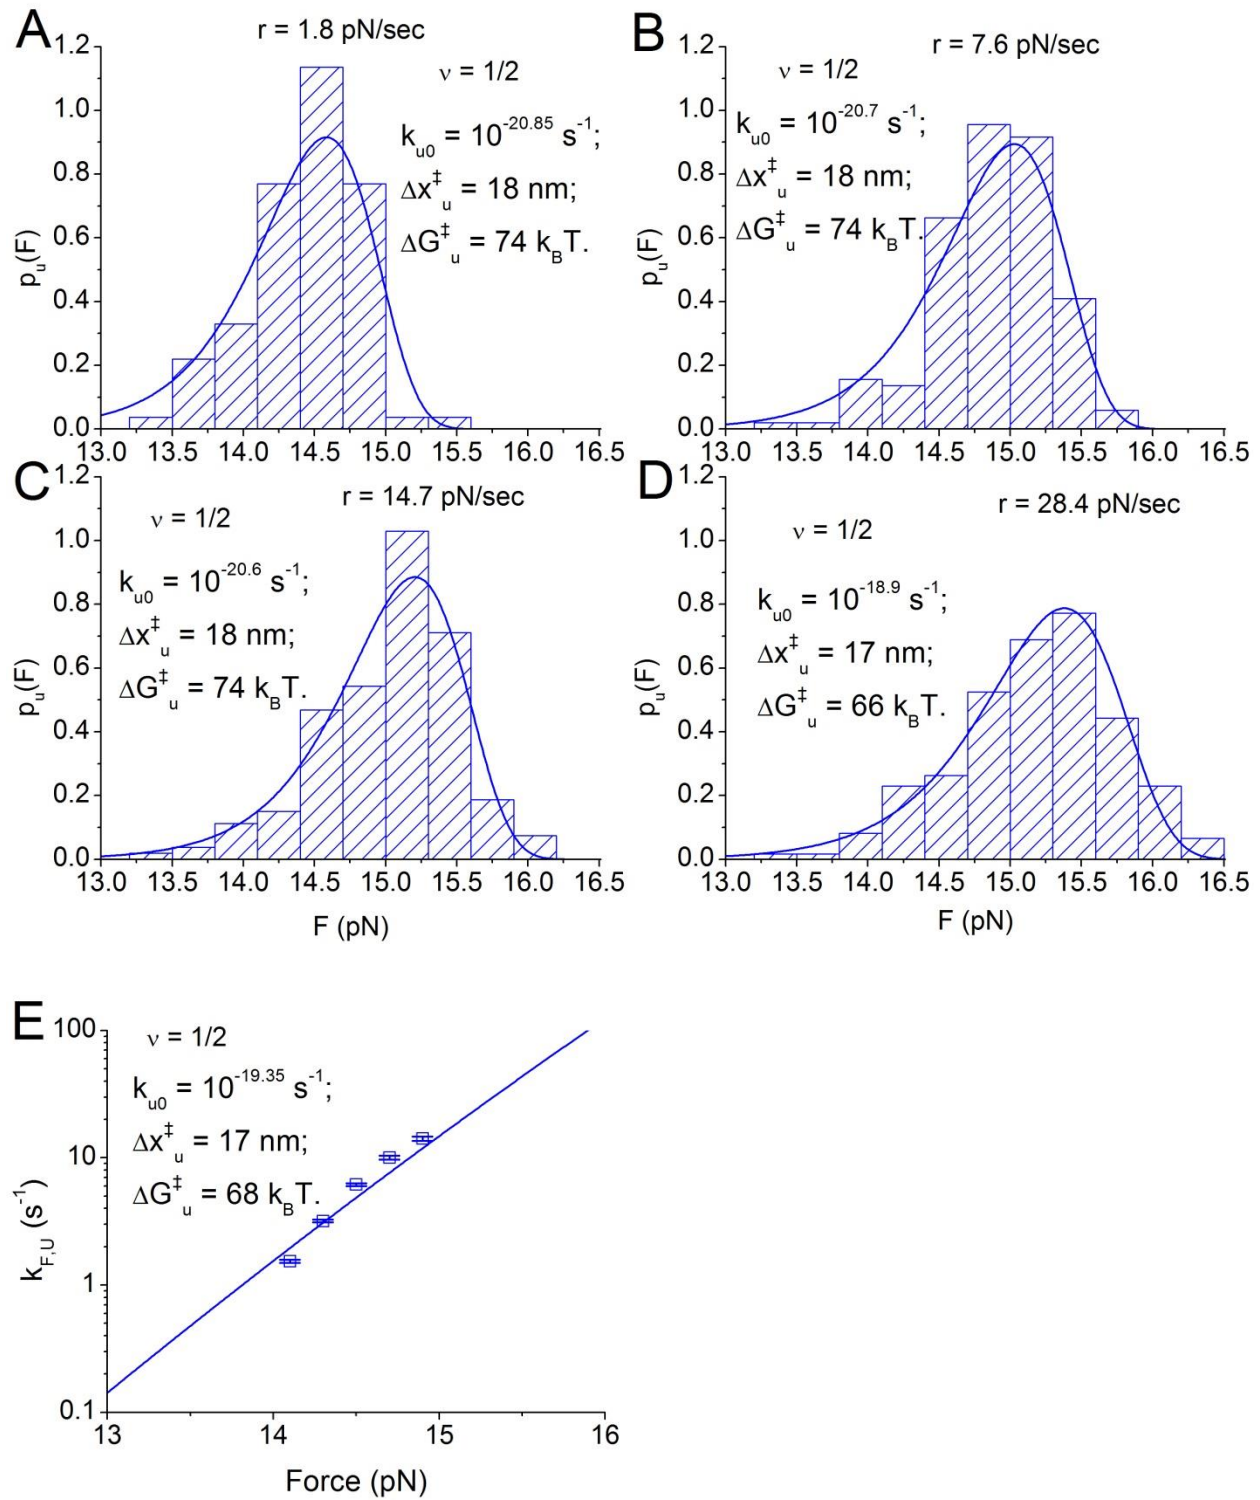 A
r = 1.8 pN/sec
ν = 1/2
k_u0 = 10^-20.85 s^-1;
Δx^‡_u = 18 nm;
ΔG^‡_u = 74 k_BT.
p_u(F)
1.2
1.0
0.8
0.6
0.4
0.2
0.0
13.0 13.5 14.0 14.5 15.0 15.5 16.0 16.5
B
r = 7.6 pN/sec
ν = 1/2
k_u0 = 10^-20.7 s^-1;
Δx^‡_u = 18 nm;
ΔG^‡_u = 74 k_BT.
p_u(F)
1.2
1.0
0.8
0.6
0.4
0.2
0.0
13.0 13.5 14.0 14.5 15.0 15.5 16.0 16.5
C
r = 14.7 pN/sec
ν = 1/2
k_u0 = 10^-20.6 s^-1;
Δx^‡_u = 18 nm;
ΔG^‡_u = 74 k_BT.
p_u(F)
1.2
1.0
0.8
0.6
0.4
0.2
0.0
13.0 13.5 14.0 14.5 15.0 15.5 16.0 16.5
F (pN)
D
r = 28.4 pN/sec
ν = 1/2
k_u0 = 10^-18.9 s^-1;
Δx^‡_u = 17 nm;
ΔG^‡_u = 66 k_BT.
p_u(F)
1.2
1.0
0.8
0.6
0.4
0.2
0.0
13.0 13.5 14.0 14.5 15.0 15.5 16.0 16.5
F (pN)
E
ν = 1/2
k_u0 = 10^-19.35 s^-1;
Δx^‡_u = 17 nm;
ΔG^‡_u = 68 k_BT.
k_F,U (s^-1)
100
10
1
0.1
13 14 15 16
Force (pN)